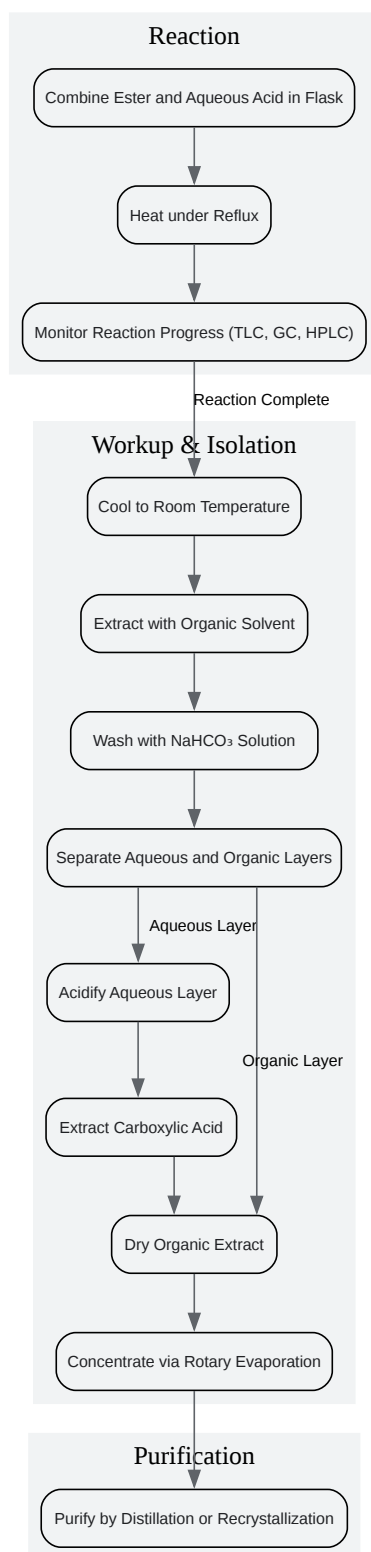 Reaction
Combine Ester and Aqueous Acid in Flask
Heat under Reflux
Monitor Reaction Progress (TLC, GC, HPLC)
Reaction Complete
Workup & Isolation
Cool to Room Temperature
Extract with Organic Solvent
Wash with NaHCO₃ Solution
Separate Aqueous and Organic Layers
Aqueous Layer
Acidify Aqueous Layer
Organic Layer
Extract Carboxylic Acid
Dry Organic Extract
Concentrate via Rotary Evaporation
Purification
Purify by Distillation or Recrystallization